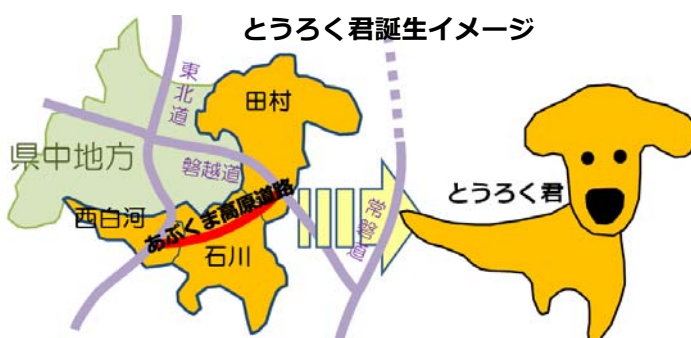 とうろく君誕生イメージ
東北道
田村
県中地方
磐越道
とうろく君
西白河
あぶくま高原道路
常磐道
石川